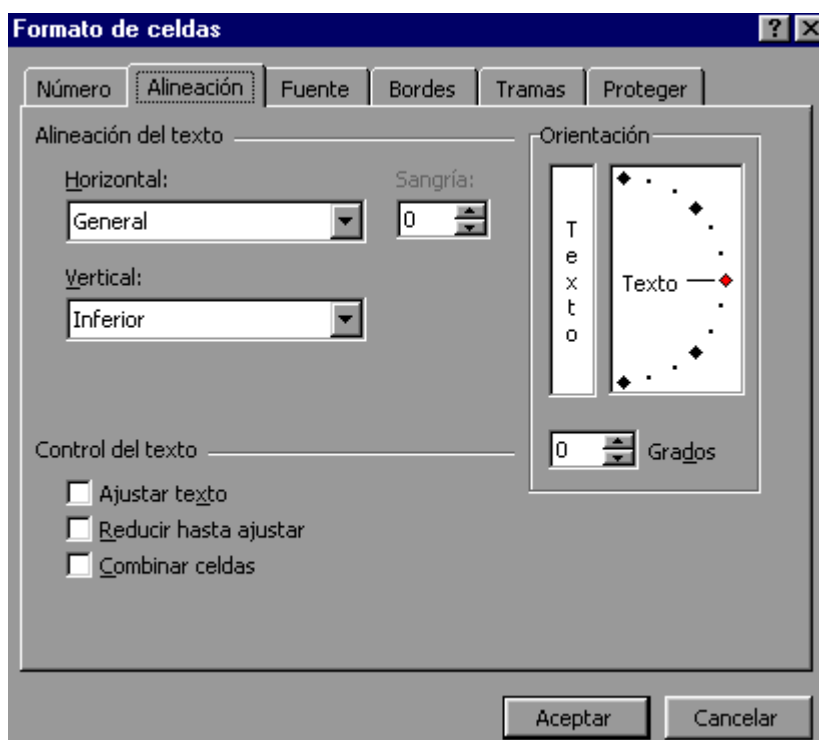 Formato de celdas
Número Alineación Fuente Bordes Tramas Proteger
Alineación del texto
Horizontal:
General
Sangría:
0
Vertical:
Inferior
Orientación
Texto
Texto
0 Grados
Control del texto
Ajustar texto
Reducir hasta ajustar
Combinar celdas
Aceptar Cancelar